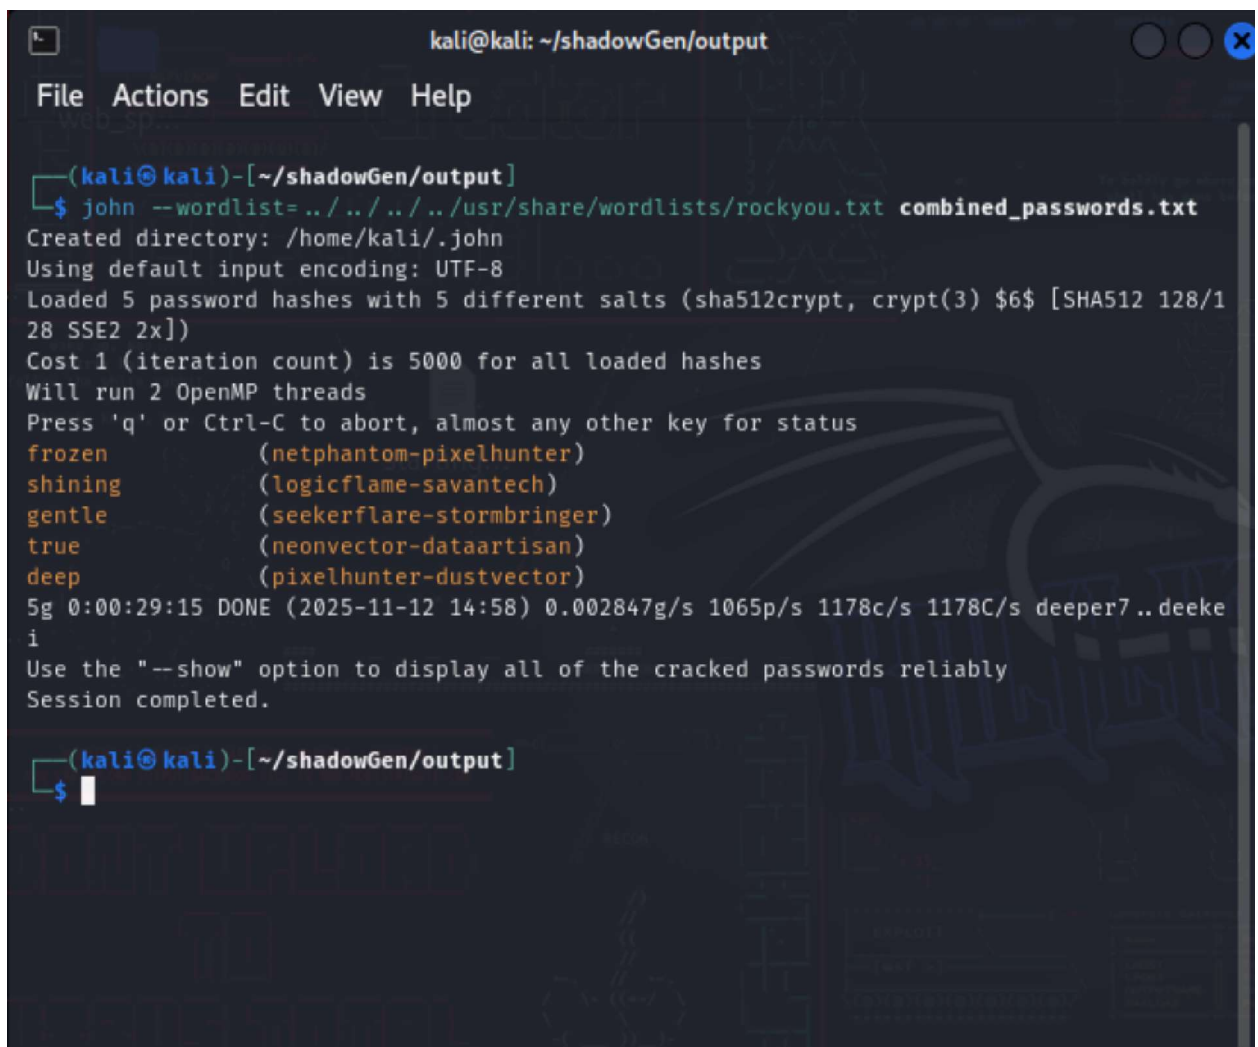 kali@kali: ~/shadowGen/output
File Actions Edit View Help
┌──(kali㉿kali)-[~/shadowGen/output]
└─$ john --wordlist=../../../../usr/share/wordlists/rockyou.txt combined_passwords.txt
Created directory: /home/kali/.john
Using default input encoding: UTF-8
Loaded 5 password hashes with 5 different salts (sha512crypt, crypt(3) $6$ [SHA512 128/1
28 SSE2 2x])
Cost 1 (iteration count) is 5000 for all loaded hashes
Will run 2 OpenMP threads
Press 'q' or Ctrl-C to abort, almost any other key for status
frozen (netphantom-pixelhunter)
shining (logicflame-savantech)
gentle (seekerflare-stormbringer)
true (neonvector-dataartisan)
deep (pixelhunter-dustvector)
5g 0:00:29:15 DONE (2025-11-12 14:58) 0.002847g/s 1065p/s 1178c/s 1178C/s deeper7..deeke
i
Use the "--show" option to display all of the cracked passwords reliably
Session completed.
┌──(kali㉿kali)-[~/shadowGen/output]
└─$